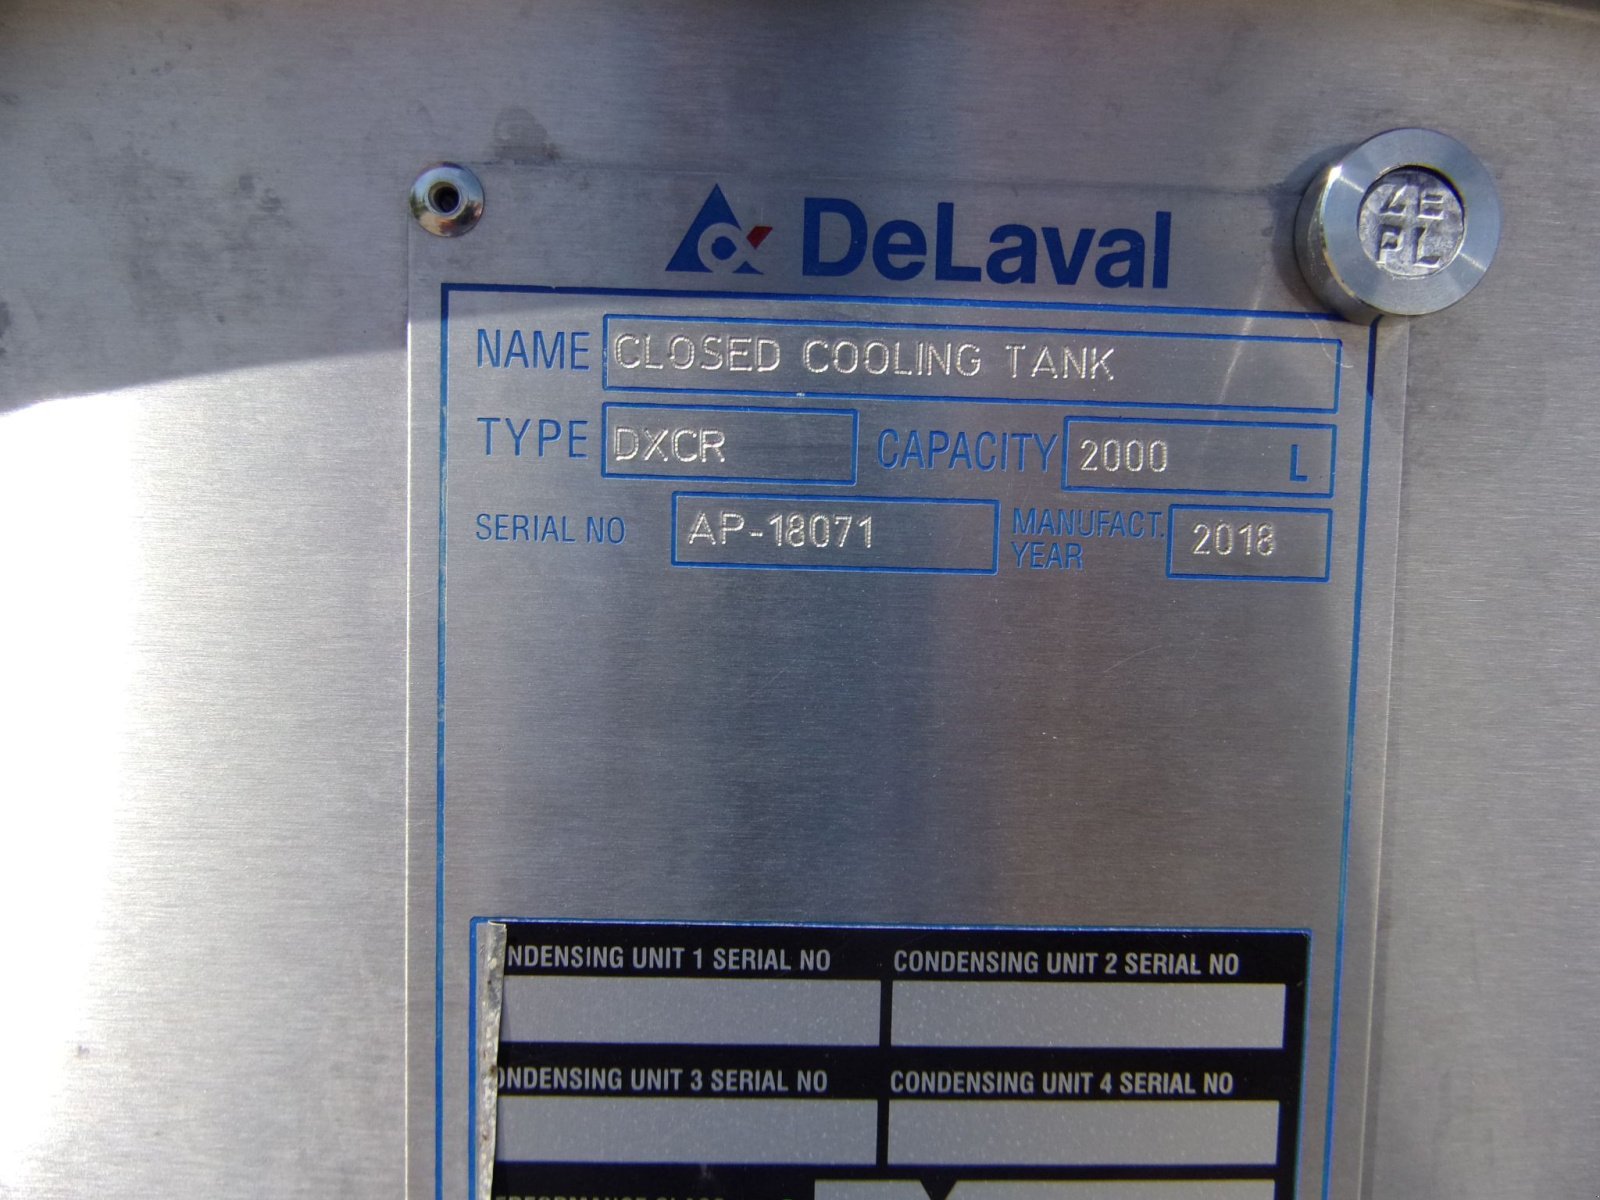 DeLaval
NAME CLOSED COOLING TANK
TYPE DXCR CAPACITY 2000 L
SERIAL NO AP-18071 MANUFACT. YEAR 2018
NDENSING UNIT 1 SERIAL NO CONDENSING UNIT 2 SERIAL NO
ONDENSING UNIT 3 SERIAL NO CONDENSING UNIT 4 SERIAL NO